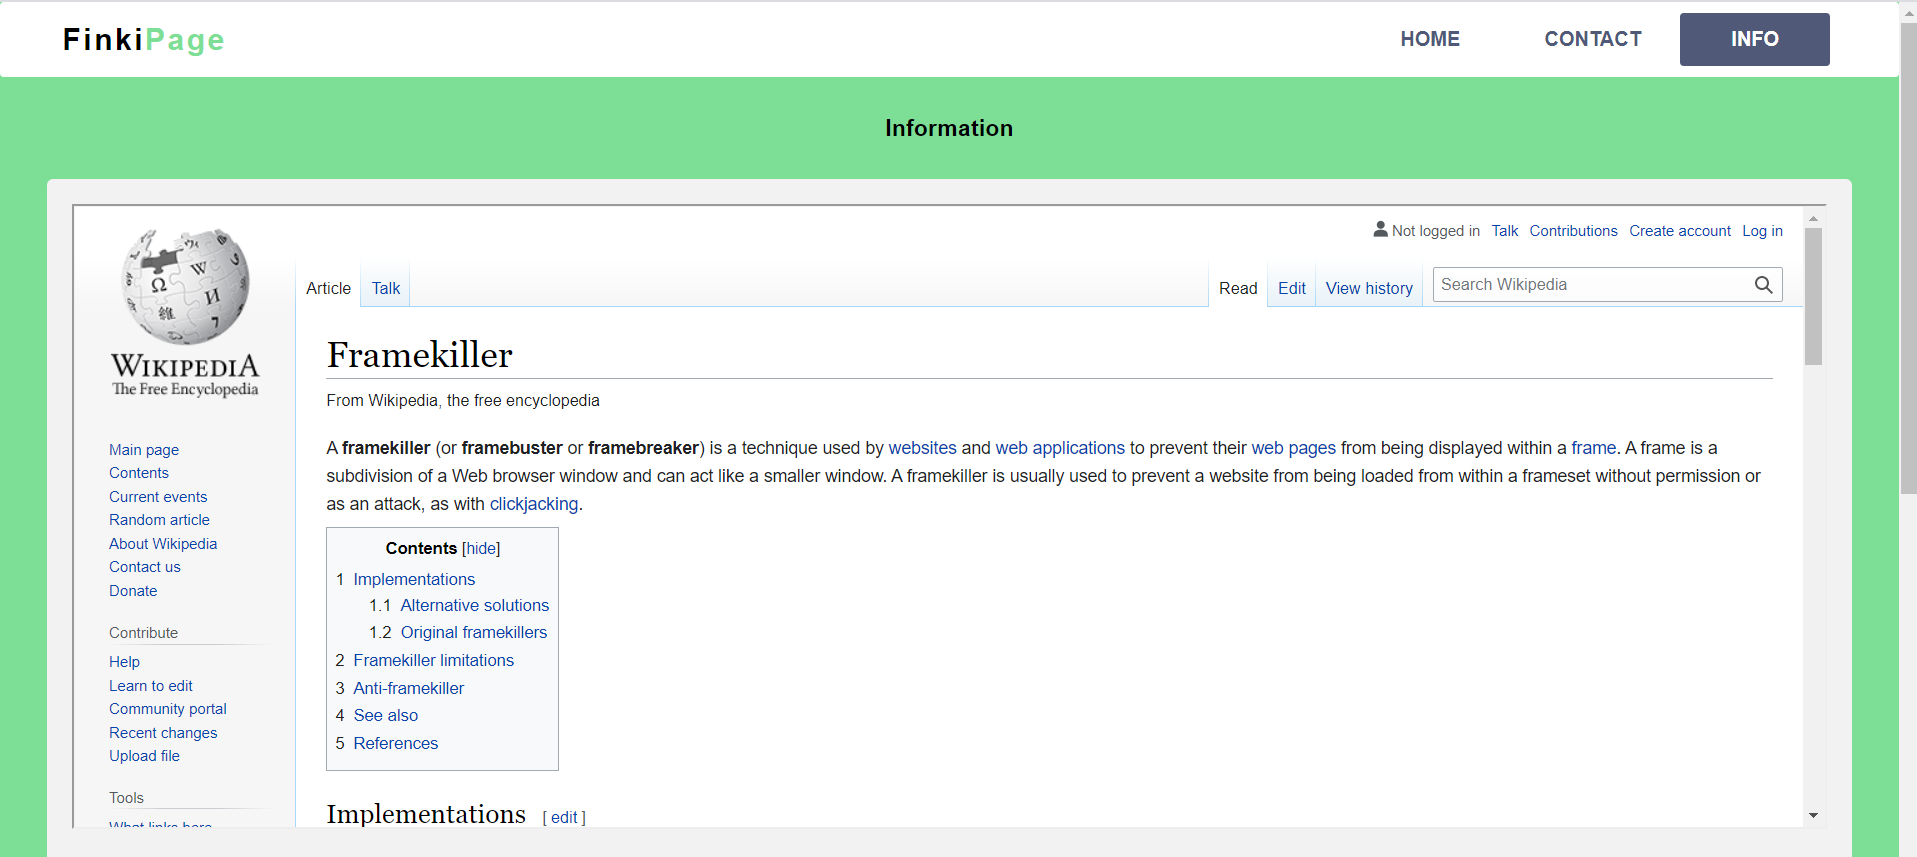 FinkiPage
HOME CONTACT INFO
Information
Not logged in Talk Contributions Create account Log in
Article Talk Read Edit View history Search Wikipedia
WIKIPEDIA
The Free Encyclopedia
Main page
Contents
Current events
Random article
About Wikipedia
Contact us
Donate
Contribute
Help
Learn to edit
Community portal
Recent changes
Upload file
Tools
What links here
Framekiller
From Wikipedia, the free encyclopedia
A framekiller (or framebuster or framebreaker) is a technique used by websites and web applications to prevent their web pages from being displayed within a frame. A frame is a
subdivision of a Web browser window and can act like a smaller window. A framekiller is usually used to prevent a website from being loaded from within a frameset without permission or
as an attack, as with clickjacking.
Contents [hide]
1 Implementations
1.1 Alternative solutions
1.2 Original framekillers
2 Framekiller limitations
3 Anti-framekiller
4 See also
5 References
Implementations [ edit ]